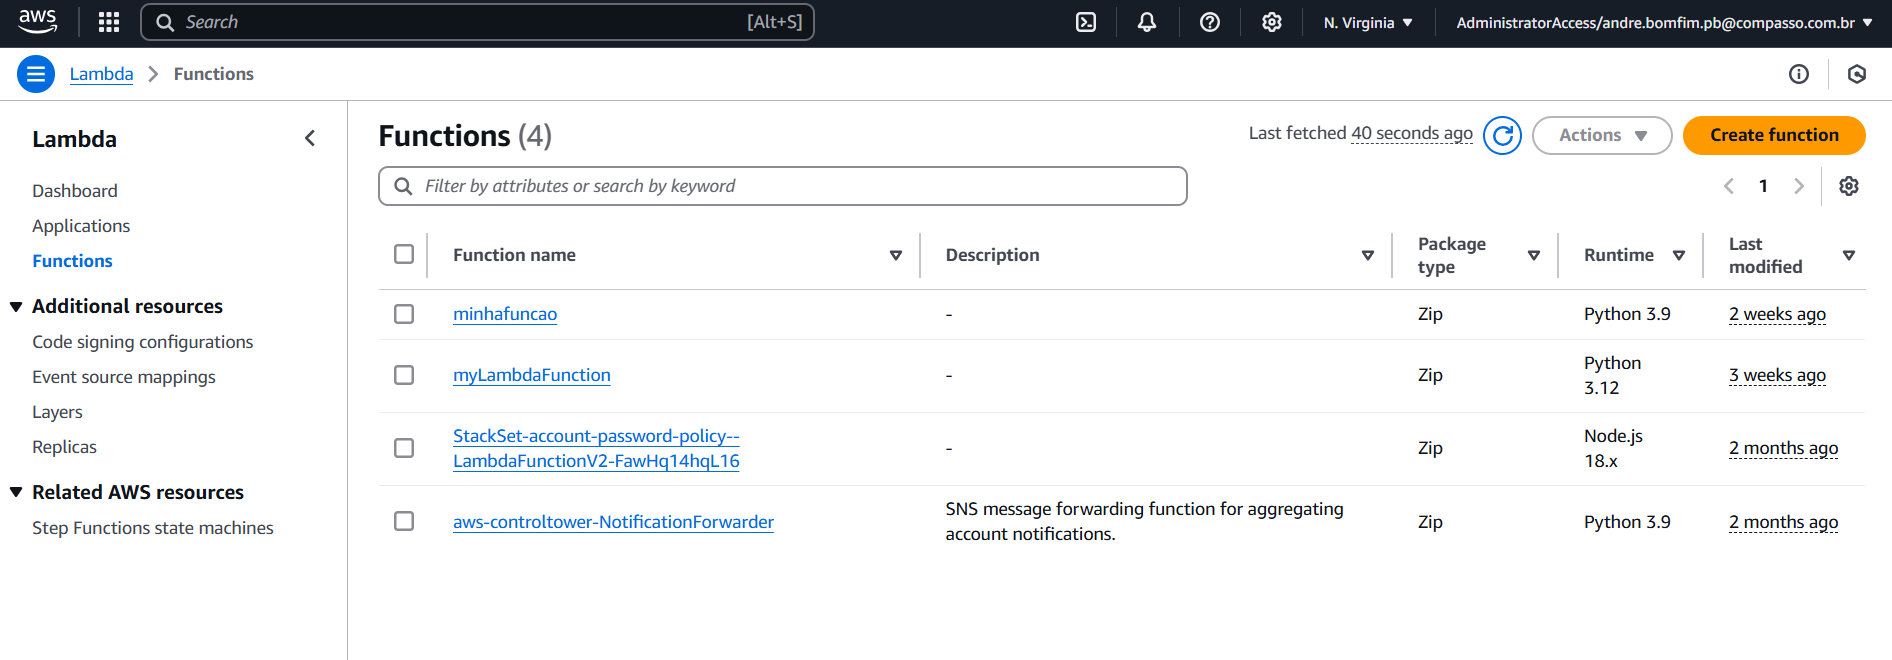 aws
Search
[Alt+S]
N. Virginia
AdministratorAccess/andre.bomfim.pb@compasso.com.br
Lambda
Functions
Lambda
Dashboard
Applications
Functions
Additional resources
Code signing configurations
Event source mappings
Layers
Replicas
Related AWS resources
Step Functions state machines
Functions (4)
Last fetched 40 seconds ago
Actions
Create function
Filter by attributes or search by keyword
1
Function name
Description
Package
type
Runtime
Last
modified
minhafuncao
-
Zip
Python 3.9
2 weeks ago
myLambdaFunction
-
Zip
Python
3.12
3 weeks ago
StackSet-account-password-policy--
LambdaFunctionV2-FawHq14hqL16
-
Zip
Node.js
18.x
2 months ago
aws-controltower-NotificationForwarder
SNS message forwarding function for aggregating
account notifications.
Zip
Python 3.9
2 months ago